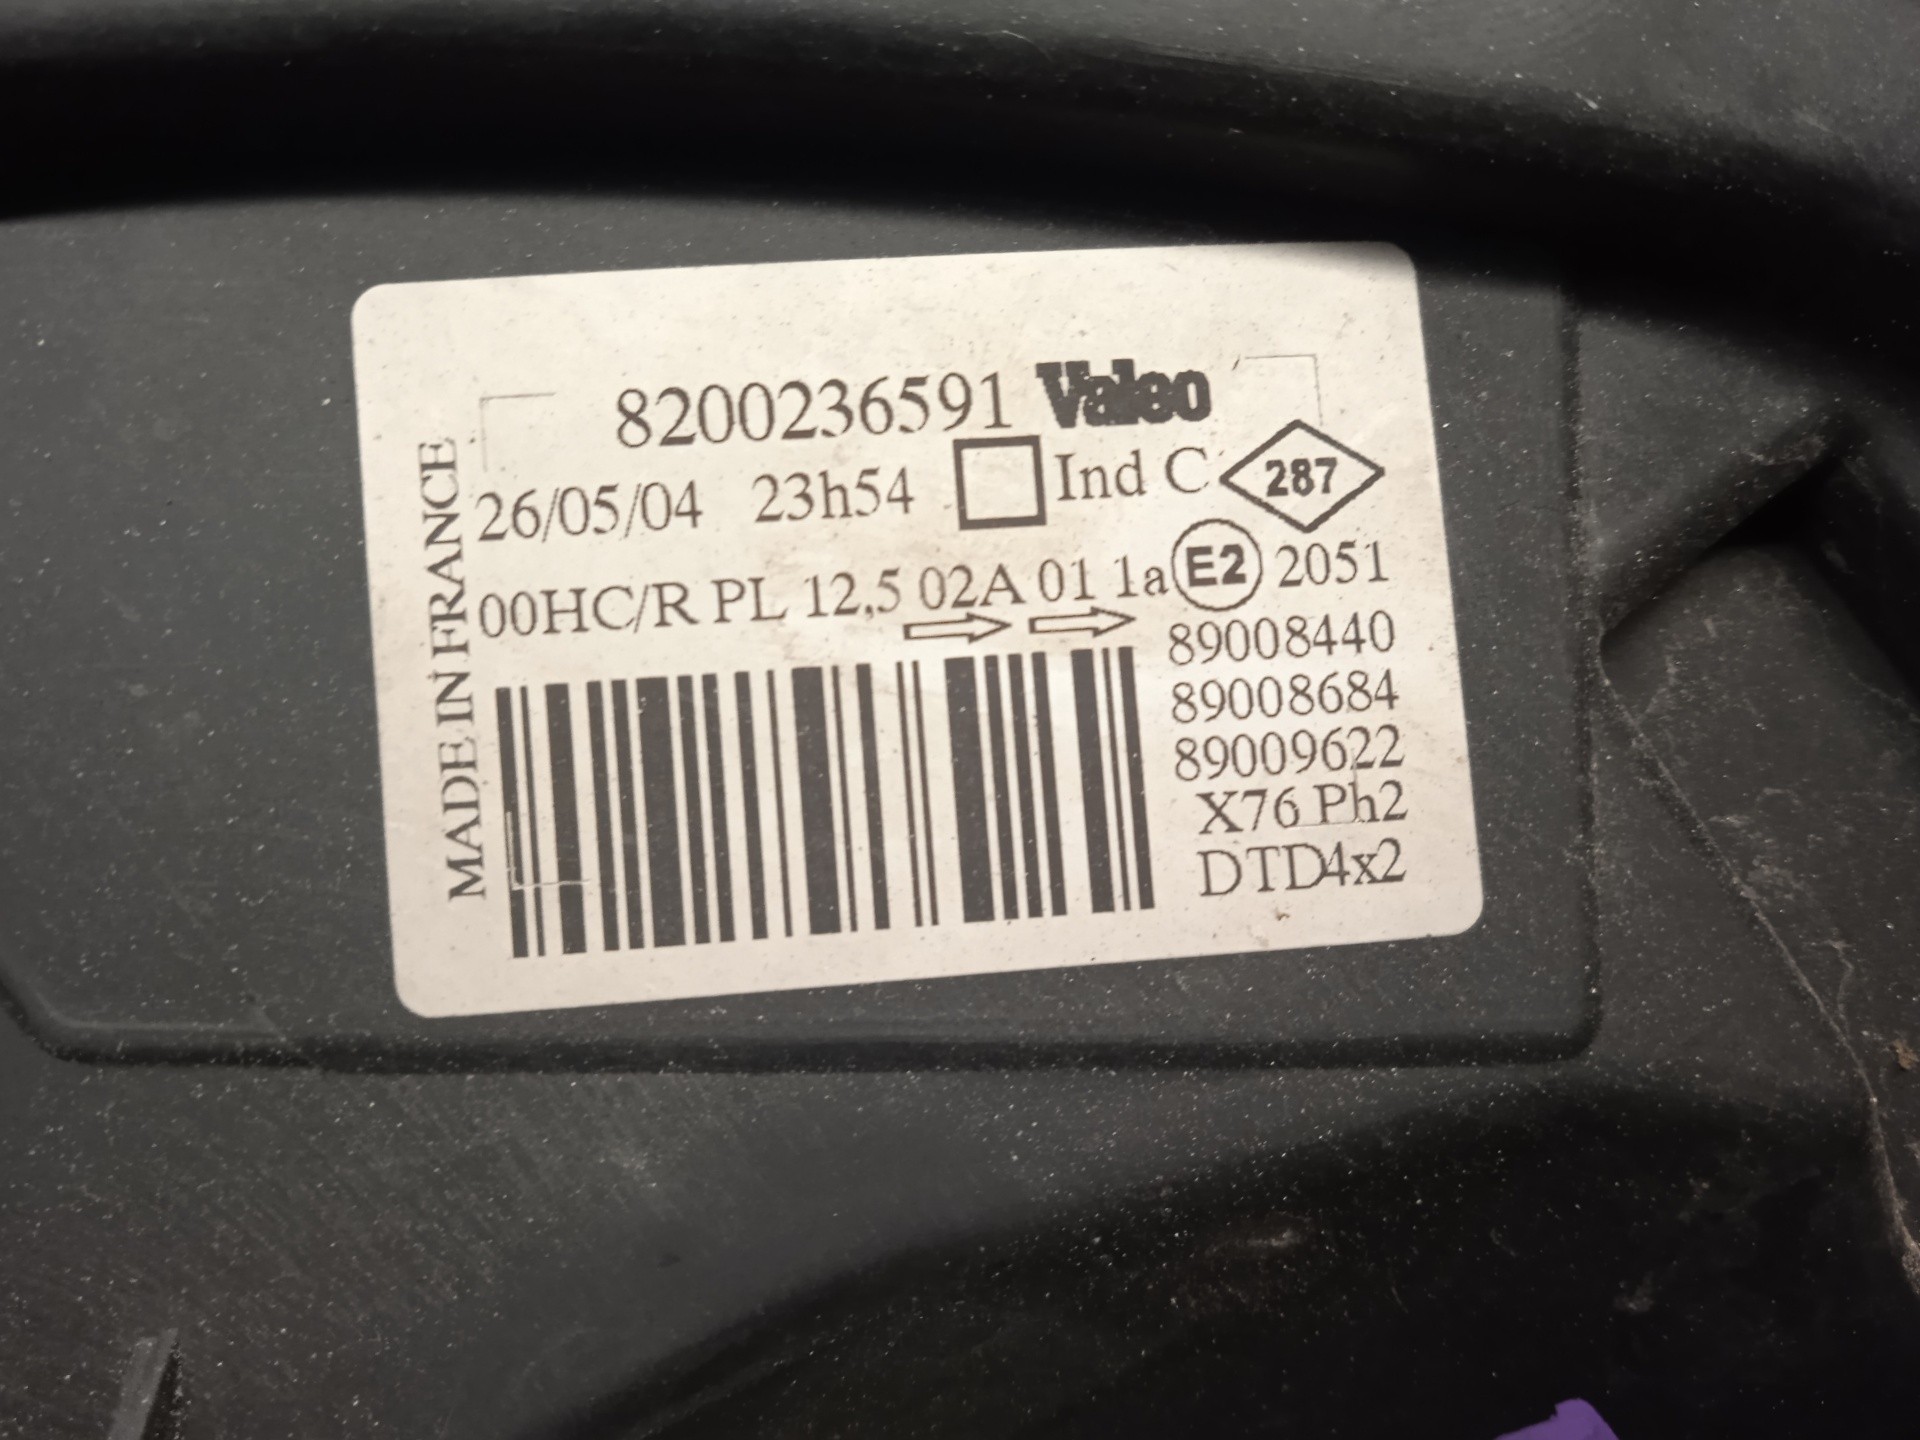 8200236591 Valeo
26/05/04 23h54 Ind C 287
00HC/R PL 12,5 02A 01 1a E2 2051
89008440
89008684
89009622
X76 Ph2
DTD4x2
MADE IN FRANCE